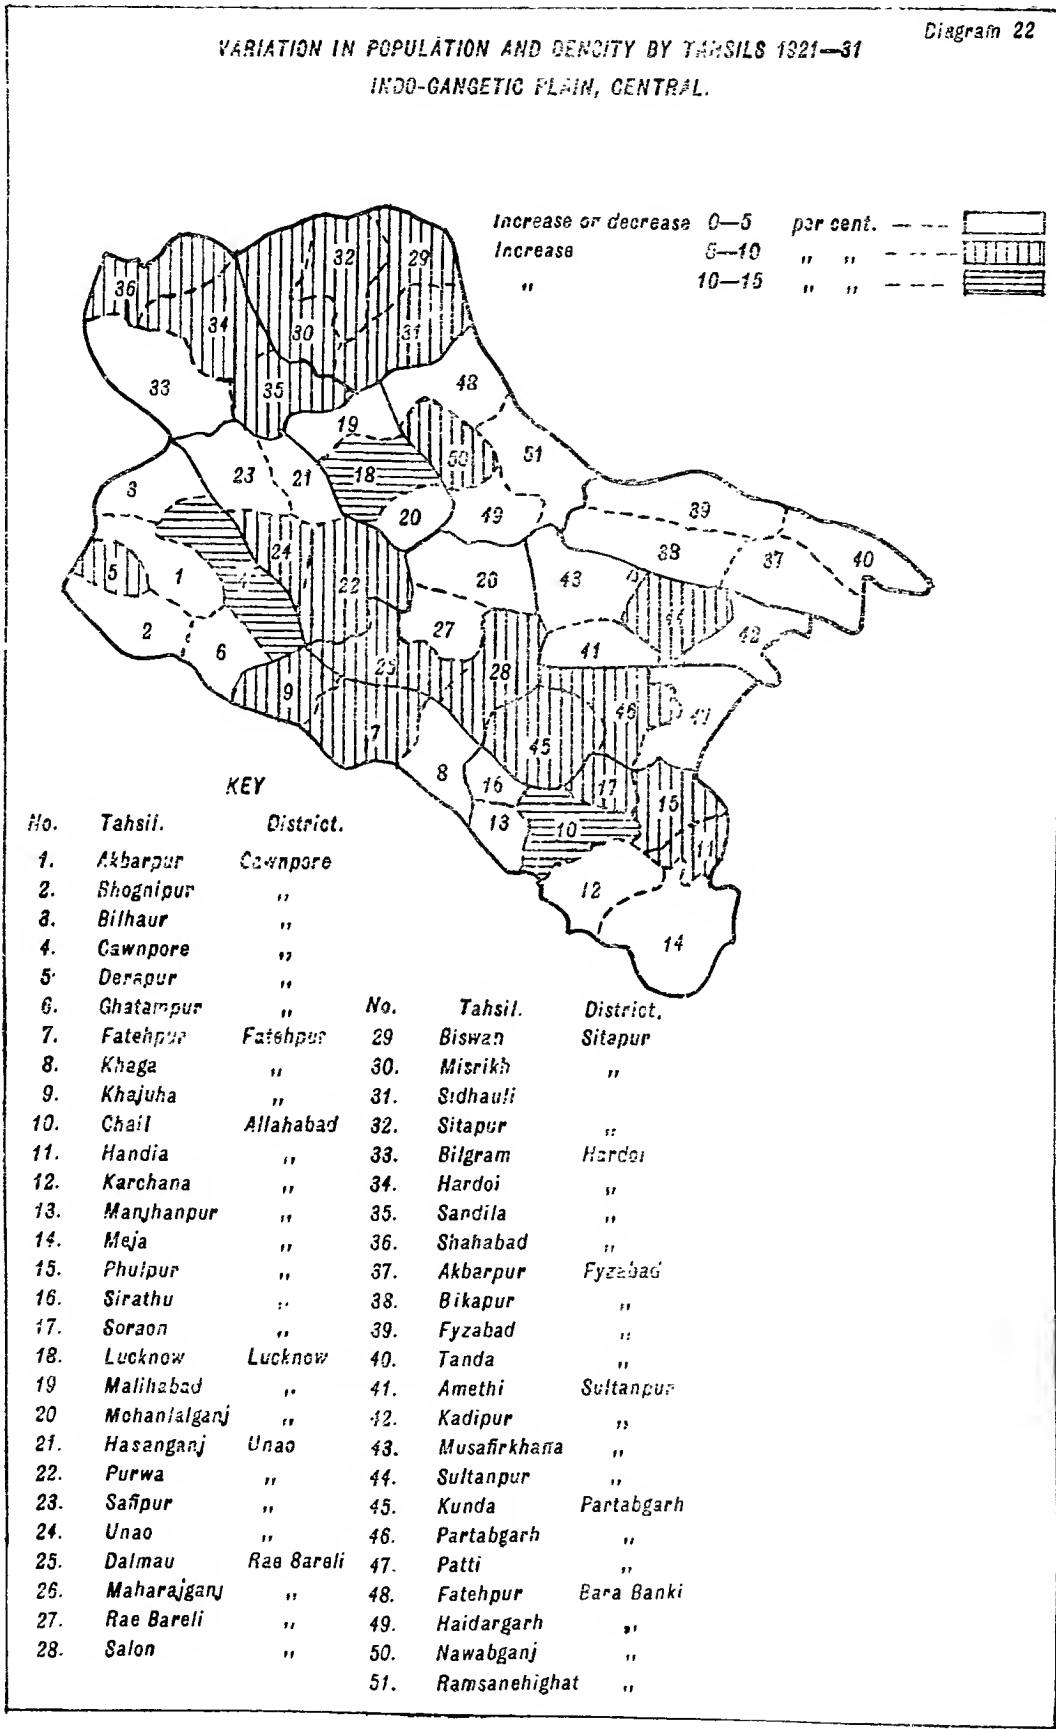 Diagram 22
VARIATION IN POPULATION AND DENCITY BY TAHSILS 1921—31
INDO-GANGETIC PLAIN, CENTRAL.
Increase or decrease 0—5 per cent.
Increase 5—10 „ „
„ 10—15 „ „
36
32
29
34
30
31
33
35
48
19
50
51
23
21
18
3
20
49
39
24
38
37
40
5
1
4
22
26
43
44
2
27
42
6
41
25
28
9
46
47
7
45
8
16
17
15
13
10
11
12
14
KEY
No. Tahsil. District.
1. Akbarpur Cawnpore
2. Bhognipur „
3. Bilhaur „
4. Cawnpore „
5. Derapur „
6. Ghatampur „
7. Fatehpur Fatehpur
8. Khaga „
9. Khajuha „
10. Chail Allahabad
11. Handia „
12. Karchana „
13. Manjhanpur „
14. Meja „
15. Phulpur „
16. Sirathu „
17. Soraon „
18. Lucknow Lucknow
19 Malihabad „
20 Mohanlalganj „
21. Hasanganj Unao
22. Purwa „
23. Safipur „
24. Unao „
25. Dalmau Rae Bareli
26. Maharajganj „
27. Rae Bareli „
28. Salon „
No. Tahsil. District.
29 Biswan Sitapur
30. Misrikh „
31. Sidhauli
32. Sitapur „
33. Bilgram Hardoi
34. Hardoi „
35. Sandila „
36. Shahabad „
37. Akbarpur Fyzabad
38. Bikapur „
39. Fyzabad „
40. Tanda „
41. Amethi Sultanpur
42. Kadipur „
43. Musafirkhana „
44. Sultanpur „
45. Kunda Partabgarh
46. Partabgarh „
47. Patti „
48. Fatehpur Bara Banki
49. Haidargarh „
50. Nawabganj „
51. Ramsanehighat „